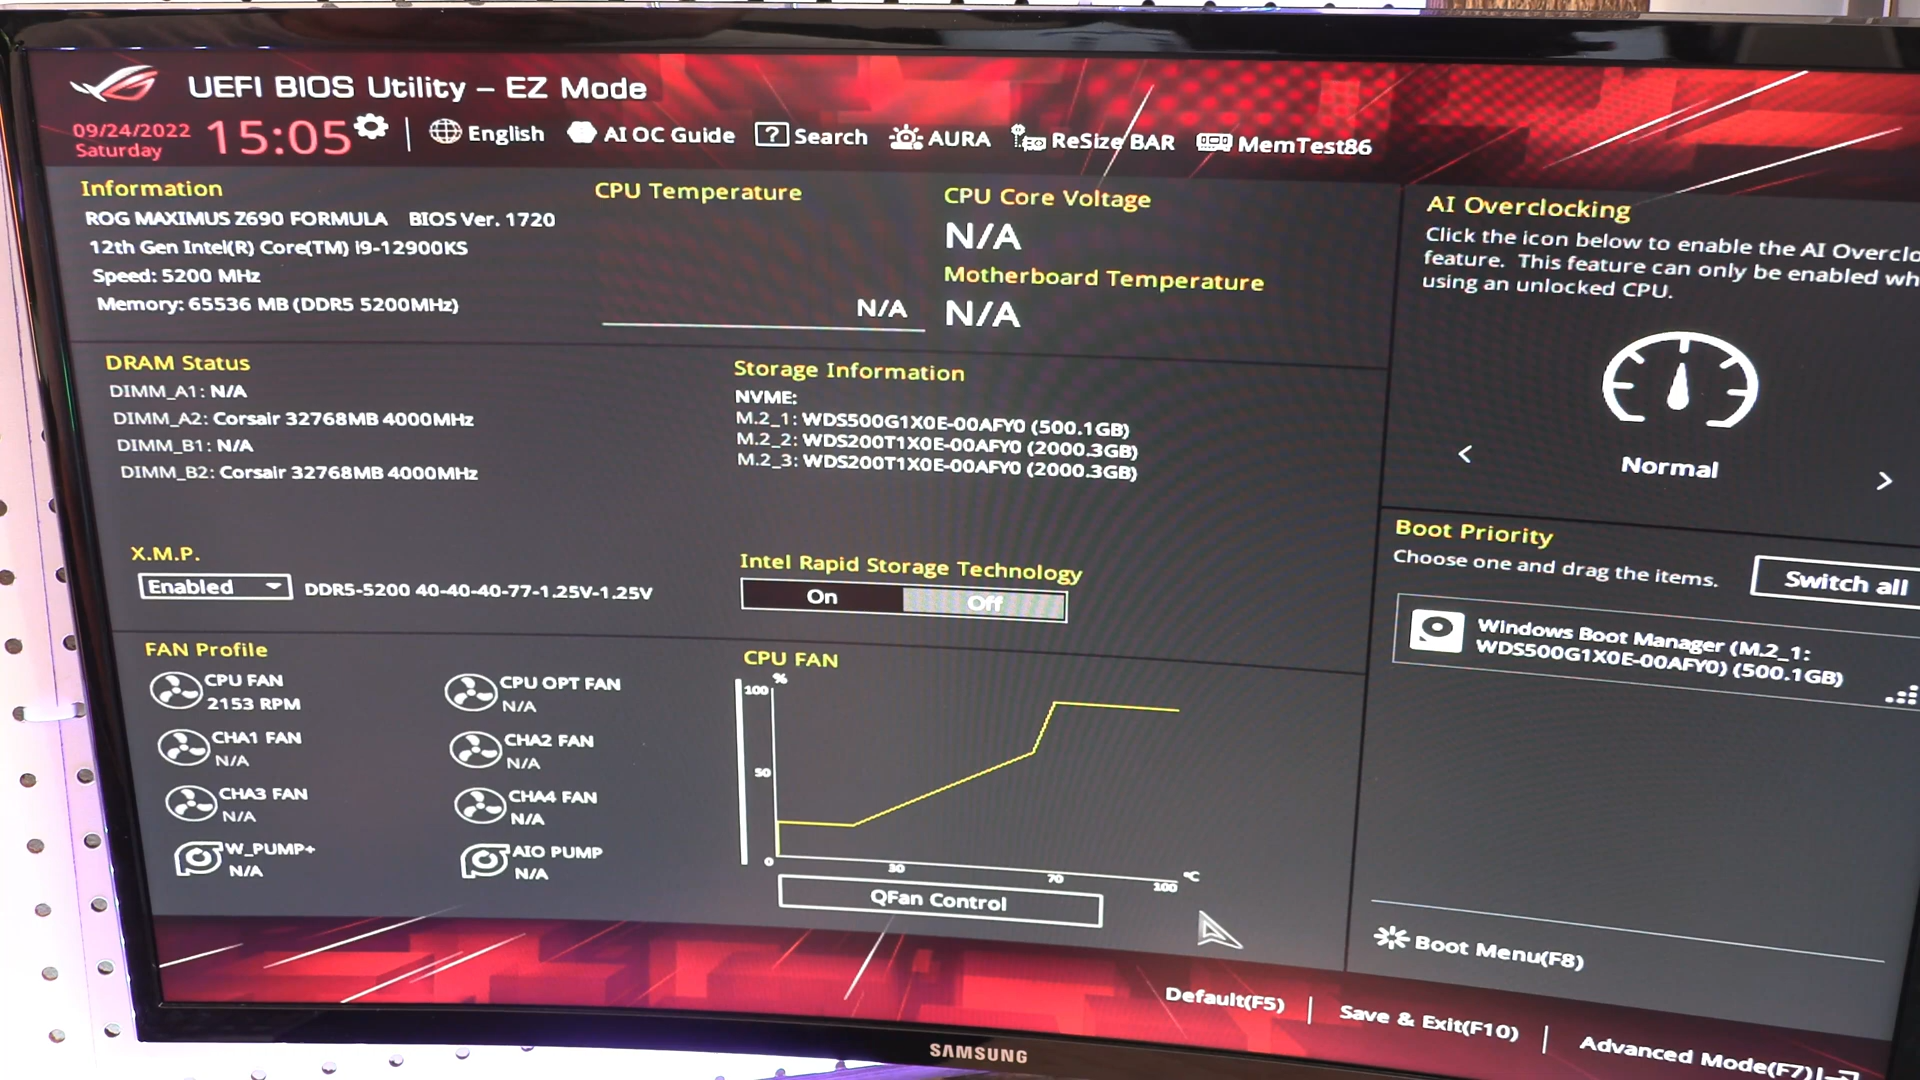 UEFI BIOS Utility – EZ Mode
09/24/2022
Saturday
15:05
English
AI OC Guide
? Search
AURA
ReSize BAR
MemTest86
Information
ROG MAXIMUS Z690 FORMULA BIOS Ver. 1720
12th Gen Intel(R) Core(TM) i9-12900KS
Speed: 5200 MHz
Memory: 65536 MB (DDR5 5200MHz)
CPU Temperature
N/A
CPU Core Voltage
N/A
Motherboard Temperature
N/A
AI Overclocking
Click the icon below to enable the AI Overclo
feature. This feature can only be enabled wh
using an unlocked CPU.
Normal
DRAM Status
DIMM_A1: N/A
DIMM_A2: Corsair 32768MB 4000MHz
DIMM_B1: N/A
DIMM_B2: Corsair 32768MB 4000MHz
Storage Information
NVME:
M.2_1: WDS500G1X0E-00AFY0 (500.1GB)
M.2_2: WDS200T1X0E-00AFY0 (2000.3GB)
M.2_3: WDS200T1X0E-00AFY0 (2000.3GB)
X.M.P.
Enabled
DDR5-5200 40-40-40-77-1.25V-1.25V
Intel Rapid Storage Technology
On
Off
Boot Priority
Choose one and drag the items.
Switch all
Windows Boot Manager (M.2_1:
WDS500G1X0E-00AFY0) (500.1GB)
FAN Profile
CPU FAN
2153 RPM
CPU OPT FAN
N/A
CHA1 FAN
N/A
CHA2 FAN
N/A
CHA3 FAN
N/A
CHA4 FAN
N/A
W_PUMP+
N/A
AIO PUMP
N/A
CPU FAN
%
100
50
0
30
70
100
°C
QFan Control
Boot Menu(F8)
Default(F5)
Save & Exit(F10)
Advanced Mode(F7)
SAMSUNG